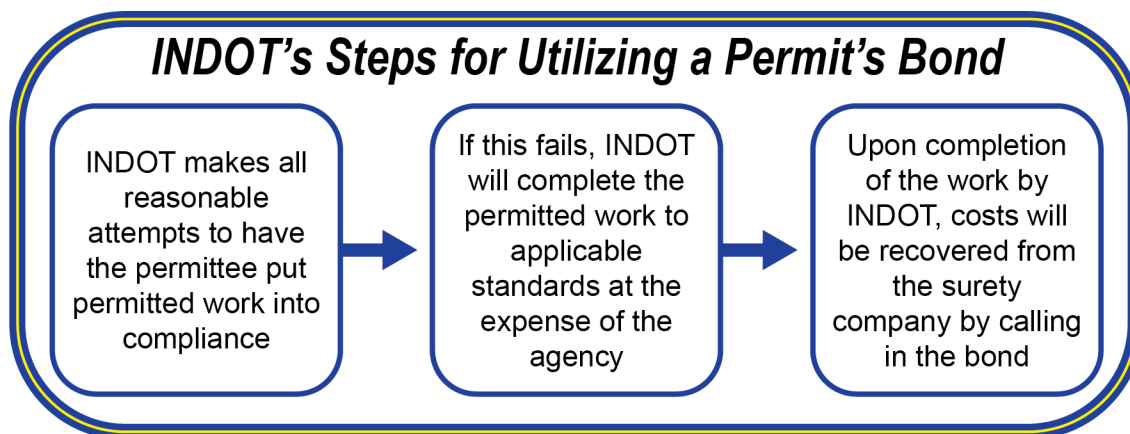 INDOT’s Steps for Utilizing a Permit’s Bond
INDOT makes all
reasonable
attempts to have
the permittee put
permitted work into
compliance
If this fails, INDOT
will complete the
permitted work to
applicable
standards at the
expense of the
agency
Upon completion
of the work by
INDOT, costs will
be recovered from
the surety
company by calling
in the bond